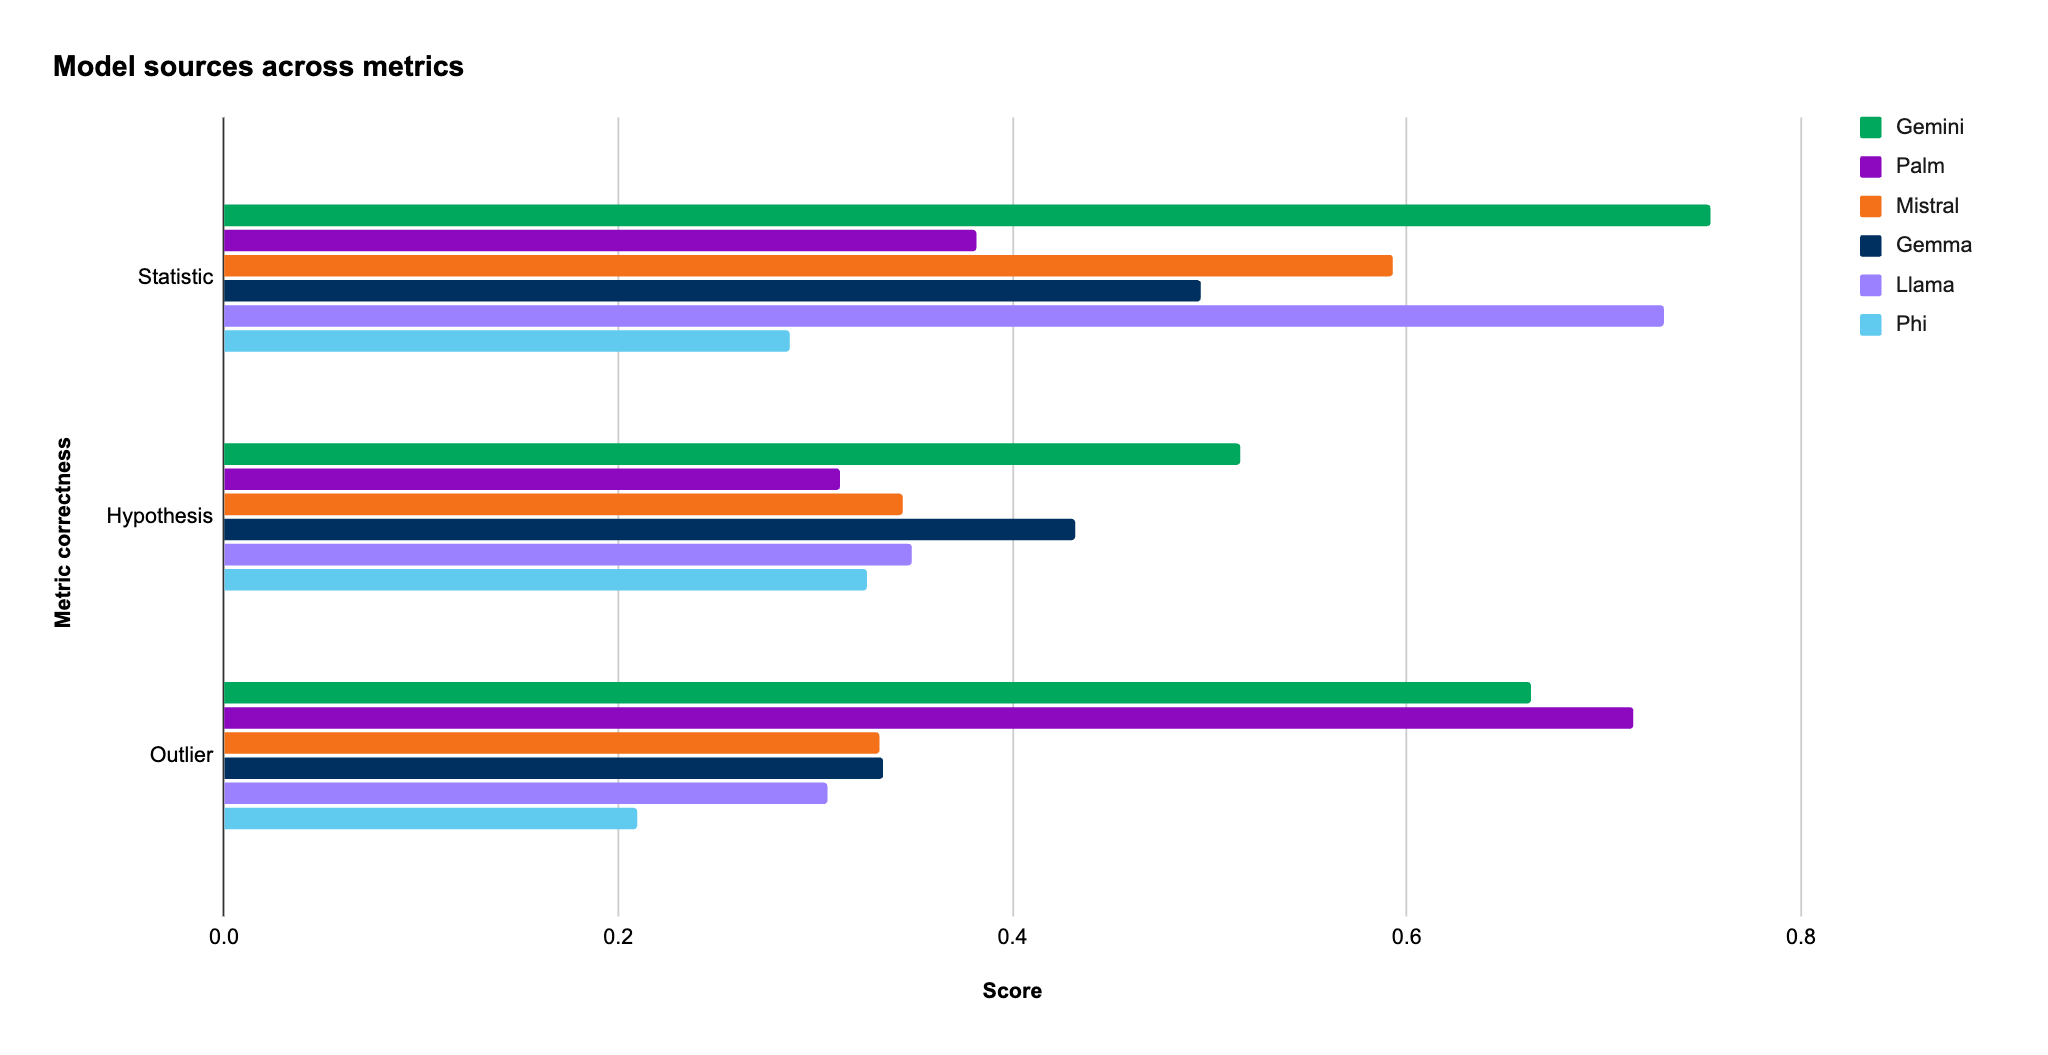 Model sources across metrics
Gemini
Palm
Mistral
Gemma
Llama
Phi
Metric correctness
Statistic
Hypothesis
Outlier
0.0 0.2 0.4 0.6 0.8
Score